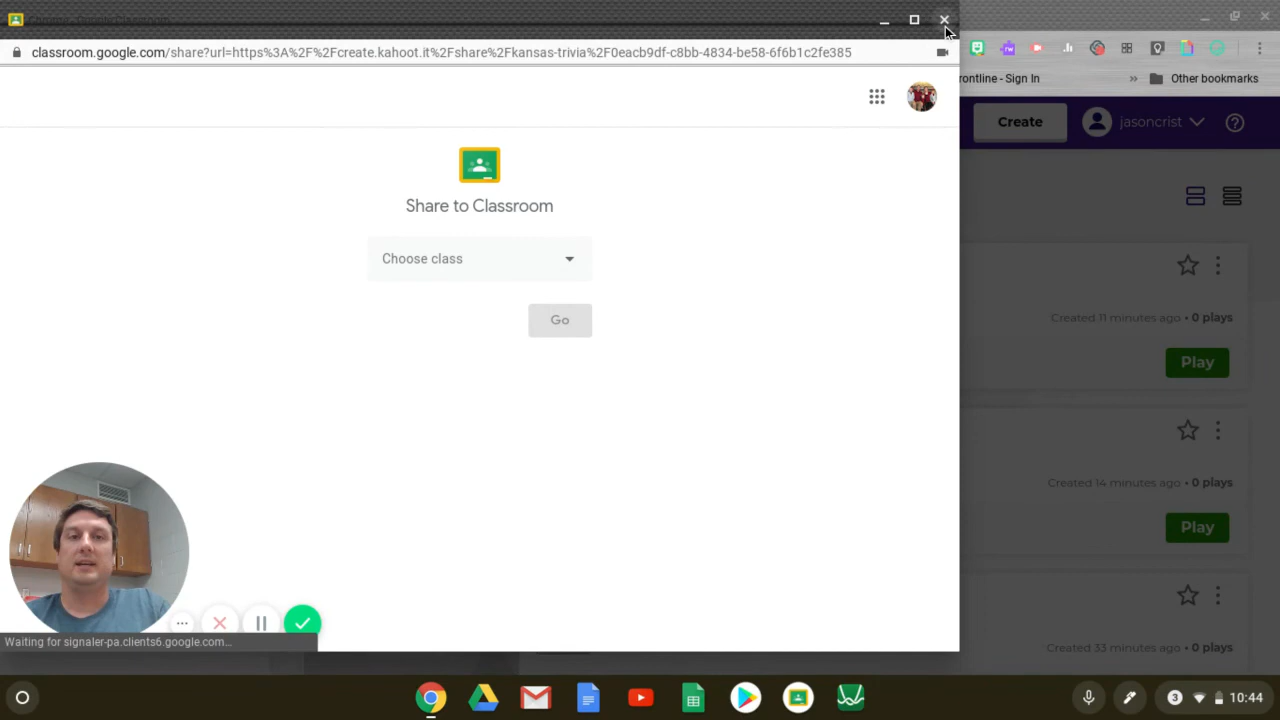 classroom.google.com/share?url=https%3A%2F%2Fcreate.kahoot.it%2Fshare%2Fkansas-trivia%2F0eacb9df-c8bb-4834-be58-6f6b1c2fe385
rontline - Sign In
» Other bookmarks
Create
jasoncrist
Share to Classroom
Choose class
Go
Created 11 minutes ago • 0 plays
Play
Created 14 minutes ago • 0 plays
Play
Created 33 minutes ago • 0 plays
Waiting for signaler-pa.clients6.google.com...
3
10:44